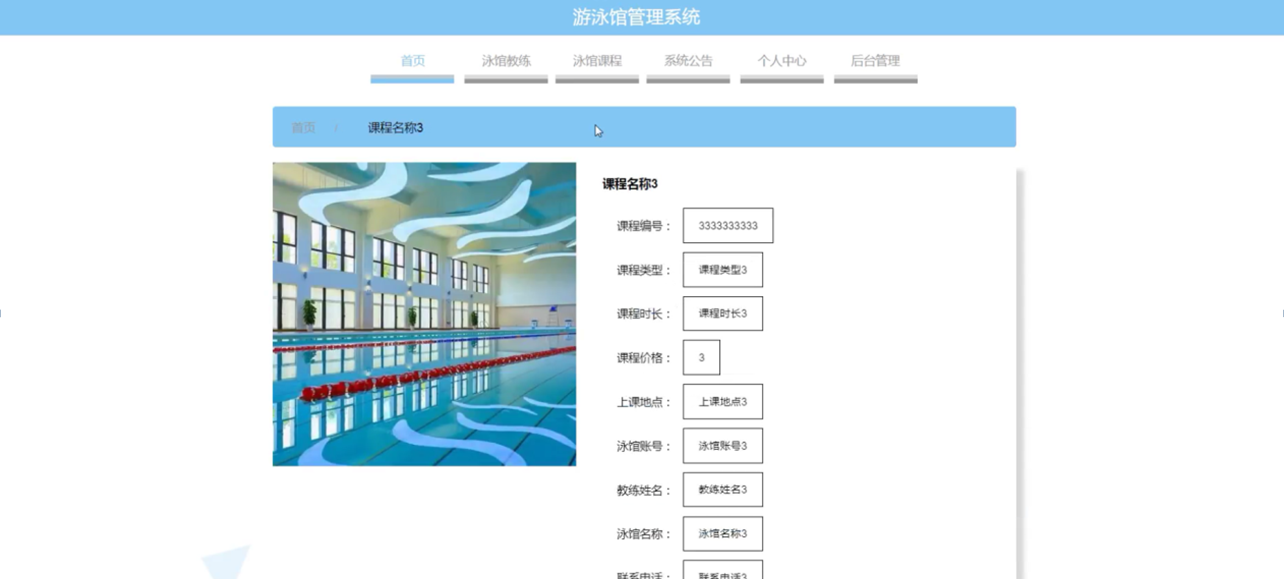 游泳馆管理系统
首页 泳馆教练 泳馆课程 系统公告 个人中心 后台管理
首页 / 课程名称3
课程名称3
课程编号： 3333333333
课程类型： 课程类型3
课程时长： 课程时长3
课程价格： 3
上课地点： 上课地点3
泳馆账号： 泳馆账号3
教练姓名： 教练姓名3
泳馆名称： 泳馆名称3
联系电话： 联系电话3